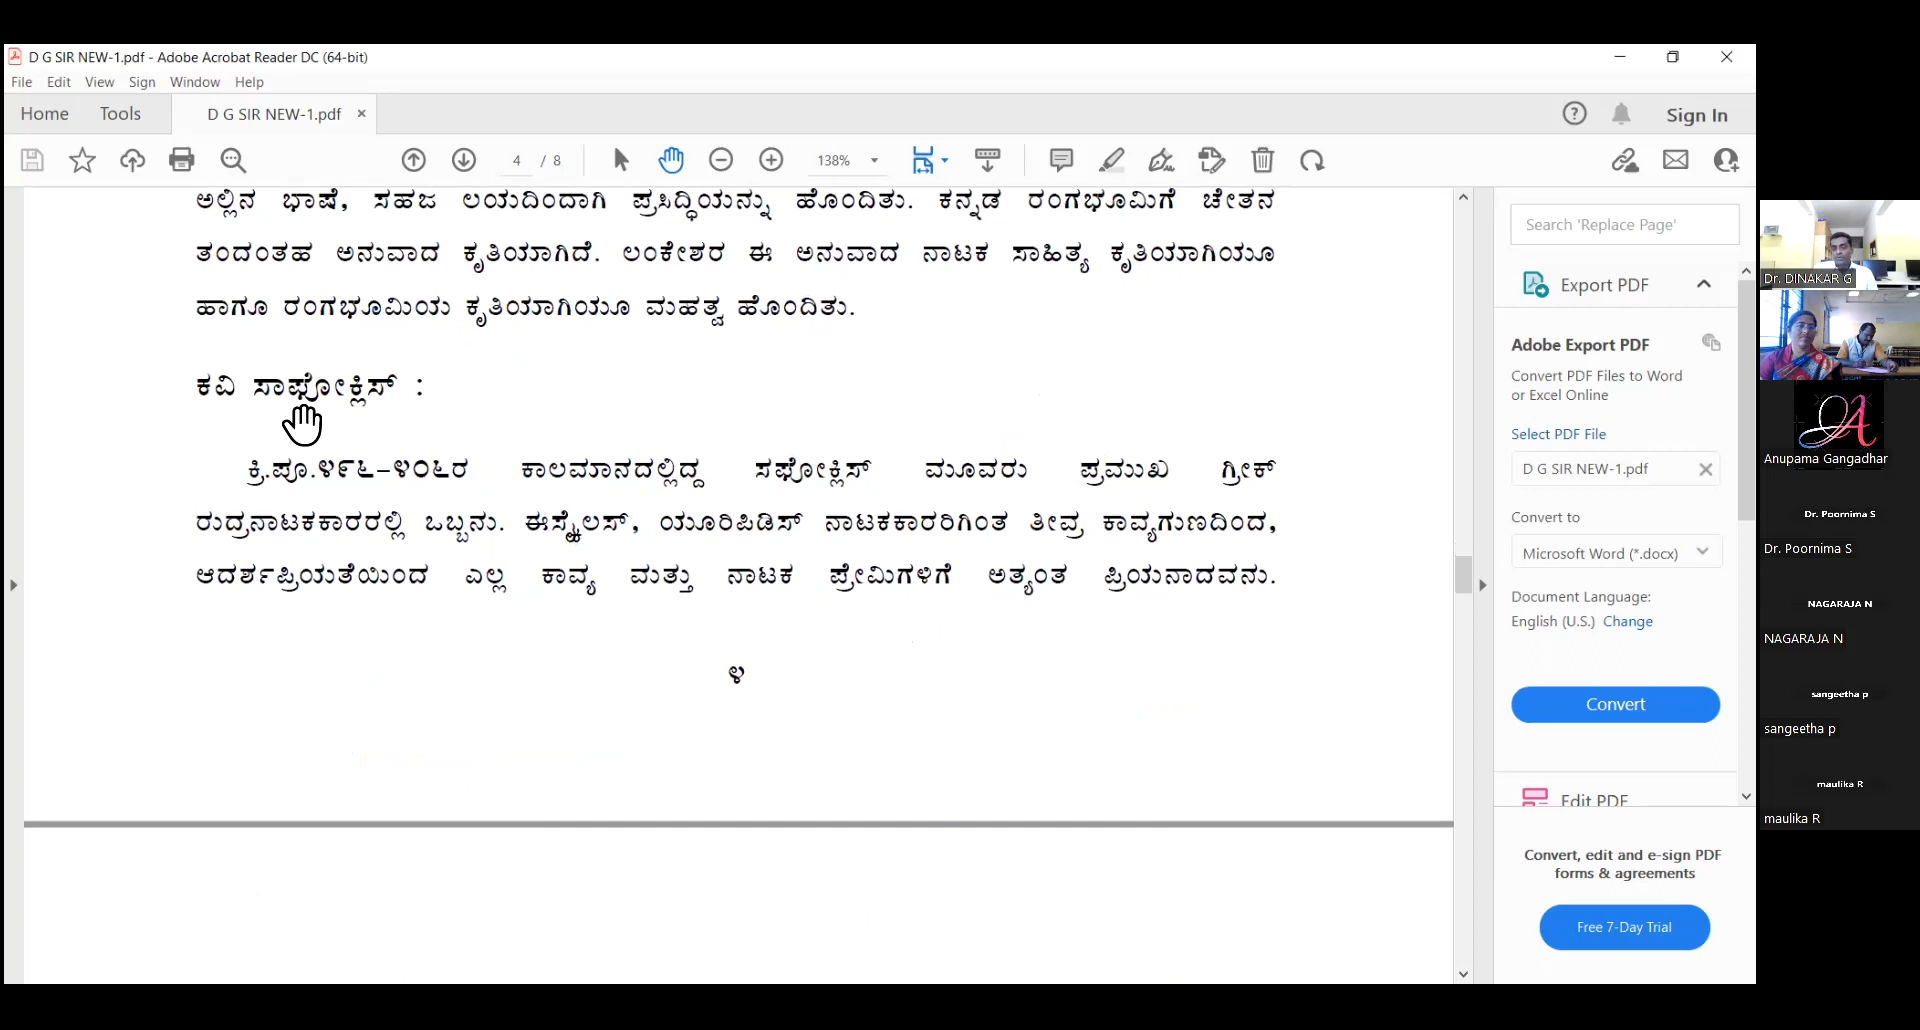 D G SIR NEW-1.pdf - Adobe Acrobat Reader DC (64-bit)
File Edit View Sign Window Help
Home Tools D G SIR NEW-1.pdf × Sign In
4 / 8 138%
ಅಲ್ಲಿನ ಭಾಷೆ, ಸಹಜ ಲಯದಿಂದಾಗಿ ಪ್ರಸಿದ್ಧಿಯನ್ನು ಹೊಂದಿತು. ಕನ್ನಡ ರಂಗಭೂಮಿಗೆ ಚೇತನ
ತಂದಂತಹ ಅನುವಾದ ಕೃತಿಯಾಗಿದೆ. ಲಂಕೇಶರ ಈ ಅನುವಾದ ನಾಟಕ ಸಾಹಿತ್ಯ ಕೃತಿಯಾಗಿಯೂ
ಹಾಗೂ ರಂಗಭೂಮಿಯ ಕೃತಿಯಾಗಿಯೂ ಮಹತ್ವ ಹೊಂದಿತು.
ಕವಿ ಸಾಫೋಕ್ಲಿಸ್ :
ಕ್ರಿ.ಪೂ.೪೯೬–೪೦೬ರ ಕಾಲಮಾನದಲ್ಲಿದ್ದ ಸಫೋಕ್ಲಿಸ್ ಮೂವರು ಪ್ರಮುಖ ಗ್ರೀಕ್
ರುದ್ರನಾಟಕಕಾರರಲ್ಲಿ ಒಬ್ಬನು. ಈಸ್ಕೈಲಸ್, ಯೂರಿಪಿಡಿಸ್ ನಾಟಕಕಾರರಿಗಿಂತ ತೀವ್ರ ಕಾವ್ಯಗುಣದಿಂದ,
ಆದರ್ಶಪ್ರಿಯತೆಯಿಂದ ಎಲ್ಲ ಕಾವ್ಯ ಮತ್ತು ನಾಟಕ ಪ್ರೇಮಿಗಳಿಗೆ ಅತ್ಯಂತ ಪ್ರಿಯನಾದವನು.
೪
Search 'Replace Page'
Export PDF
Adobe Export PDF
Convert PDF Files to Word
or Excel Online
Select PDF File
D G SIR NEW-1.pdf
Convert to
Microsoft Word (*.docx)
Document Language:
English (U.S.) Change
Convert
Edit PDF
Convert, edit and e-sign PDF
forms & agreements
Free 7-Day Trial
Dr. DINAKAR G
Anupama Gangadhar
Dr. Poornima S
Dr. Poornima S
NAGARAJA N
NAGARAJA N
sangeetha p
sangeetha p
maulika R
maulika R